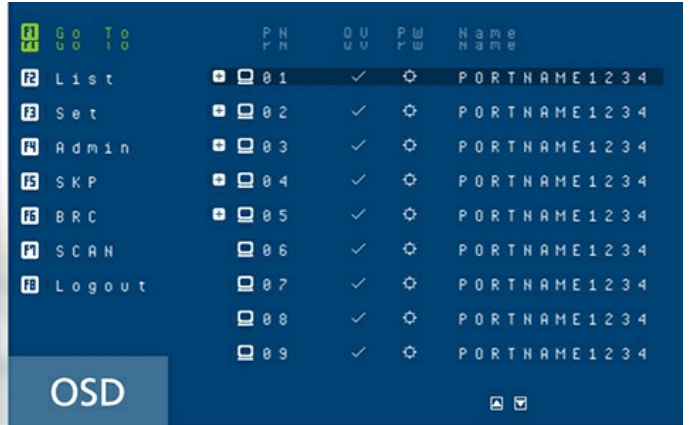 F1 Go To PN QV PW Name
F2 List 01 PORTNAME1234
F3 Set 02 PORTNAME1234
F4 Admin 03 PORTNAME1234
F5 SKP 04 PORTNAME1234
F6 BRC 05 PORTNAME1234
F7 SCAN 06 PORTNAME1234
F8 Logout 07 PORTNAME1234
08 PORTNAME1234
09 PORTNAME1234
OSD